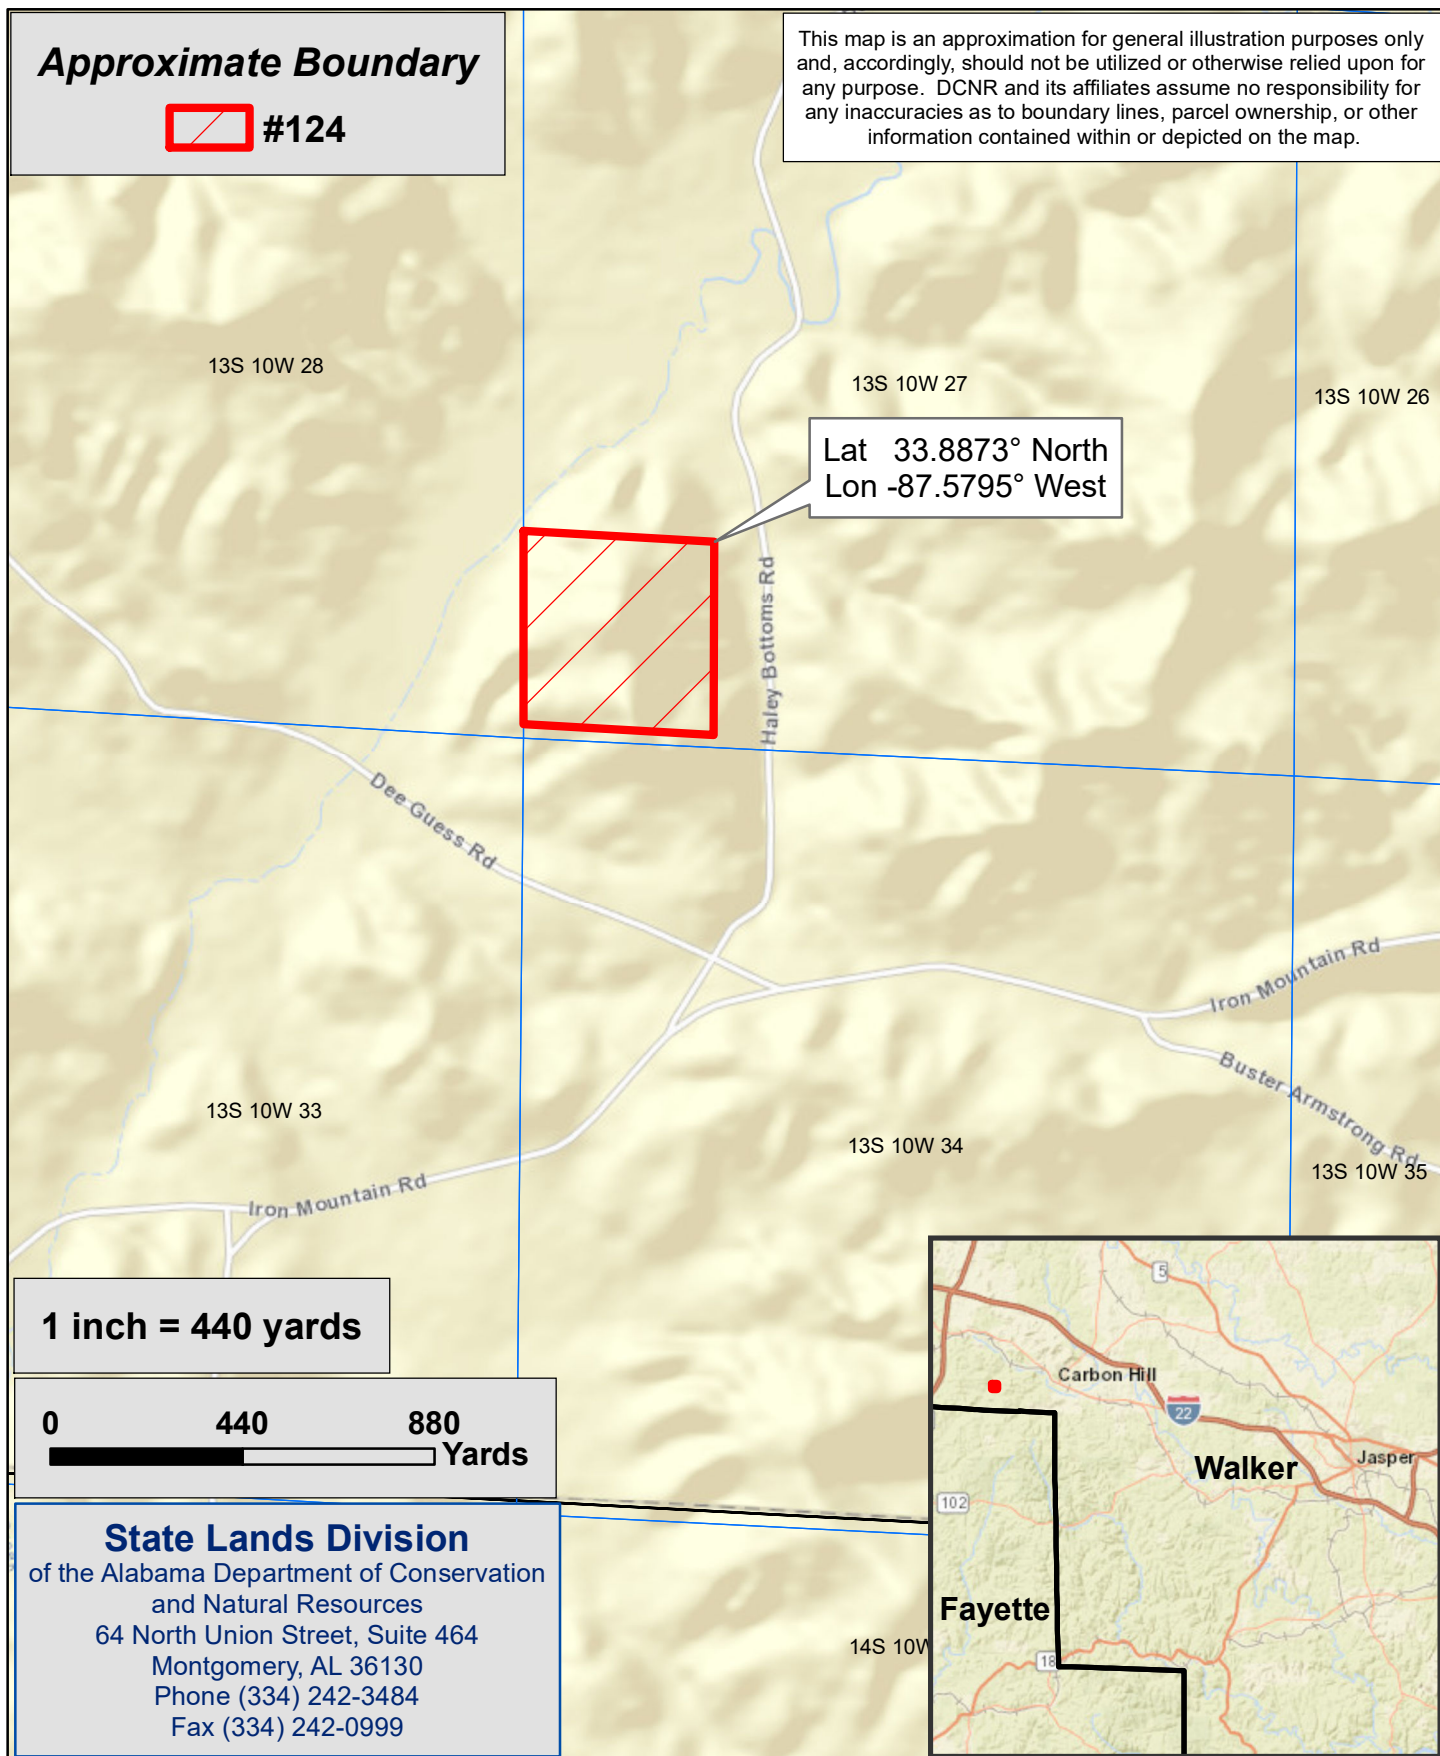 Approximate Boundary
#124
This map is an approximation for general illustration purposes only
and, accordingly, should not be utilized or otherwise relied upon for
any purpose. DCNR and its affiliates assume no responsibility for
any inaccuracies as to boundary lines, parcel ownership, or other
information contained within or depicted on the map.
13S 10W 28
13S 10W 27
13S 10W 26
Lat 33.8873° North
Lon -87.5795° West
Haley Bottoms Rd
Dee Guess Rd
Iron Mountain Rd
Buster Armstrong Rd
13S 10W 33
13S 10W 34
13S 10W 35
Iron Mountain Rd
1 inch = 440 yards
0 440 880
Yards
State Lands Division
of the Alabama Department of Conservation
and Natural Resources
64 North Union Street, Suite 464
Montgomery, AL 36130
Phone (334) 242-3484
Fax (334) 242-0999
14S 10W
5
Carbon Hill
22
Walker
Jasper
102
Fayette
18